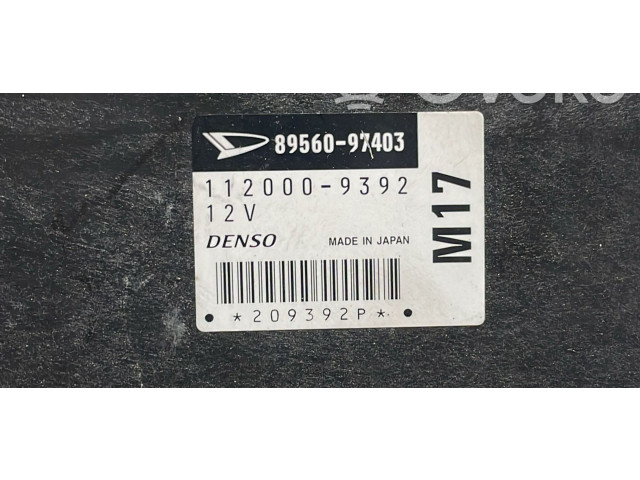 89560-97403
112000-9392
12V
DENSO MADE IN JAPAN
M17
*209392P*